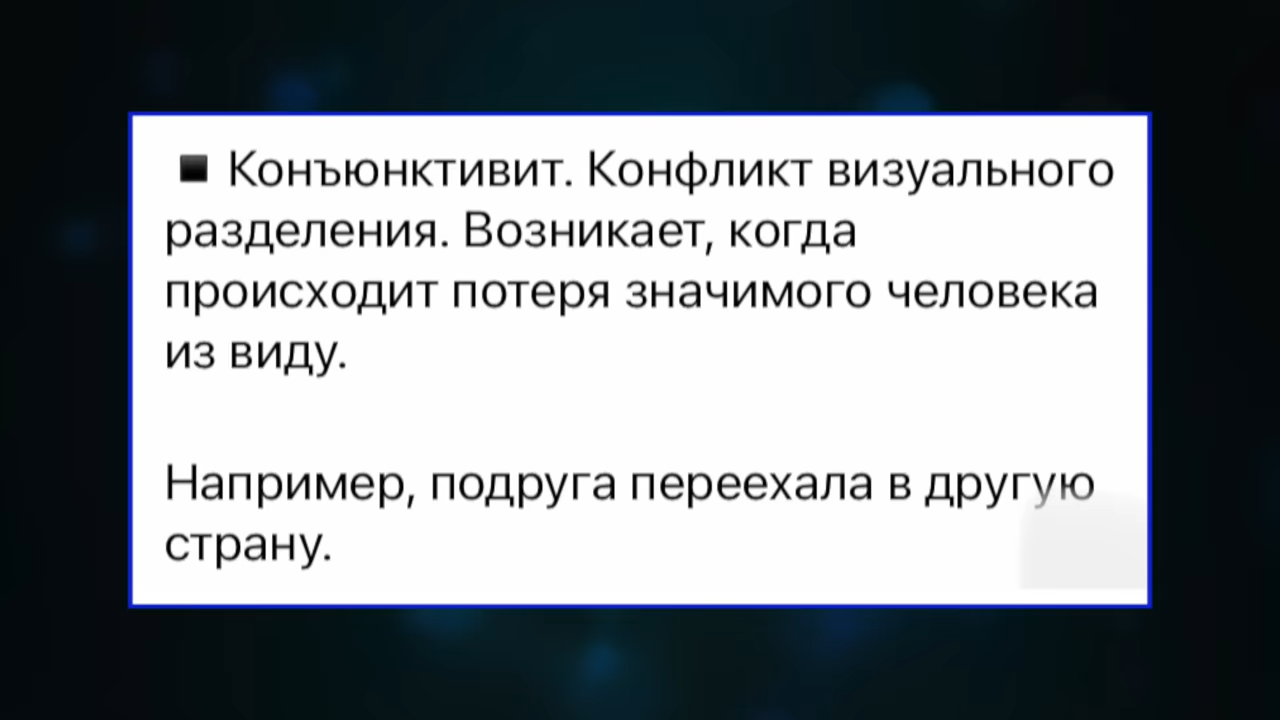 ▪ Конъюнктивит. Конфликт визуального
разделения. Возникает, когда
происходит потеря значимого человека
из виду.
Например, подруга переехала в другую
страну.